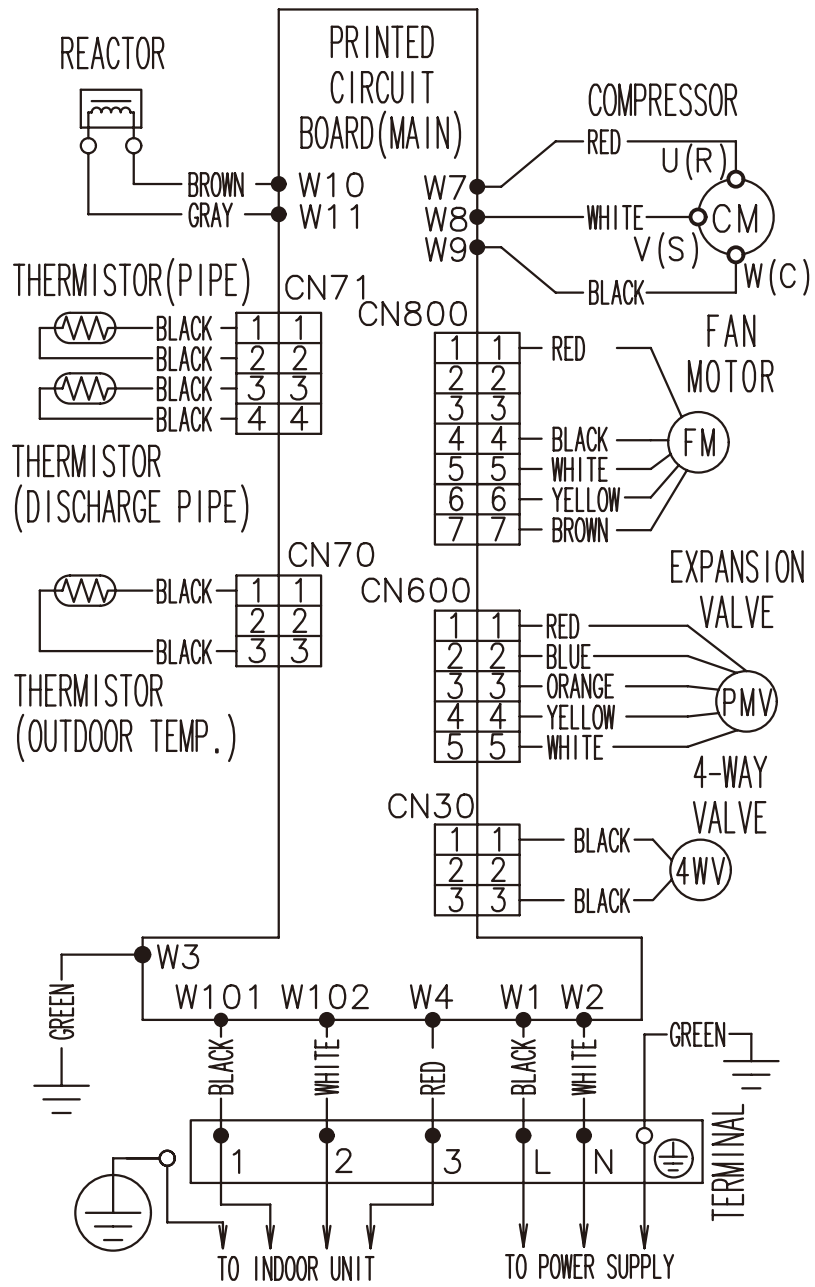 REACTOR
PRINTED
CIRCUIT
BOARD(MAIN)
COMPRESSOR
RED
U(R)
BROWN
W10
W7
GRAY
W11
W8
WHITE
CM
W9
V(S)
BLACK
W(C)
THERMISTOR(PIPE)
CN71
BLACK 1 1
BLACK 2 2
BLACK 3 3
BLACK 4 4
THERMISTOR
(DISCHARGE PIPE)
CN800
FAN
MOTOR
1 1 RED
2 2
3 3
4 4 BLACK
FM
5 5 WHITE
6 6 YELLOW
7 7 BROWN
CN70
BLACK 1 1
2 2
BLACK 3 3
THERMISTOR
(OUTDOOR TEMP.)
CN600
EXPANSION
VALVE
1 1 RED
2 2 BLUE
3 3 ORANGE
PMV
4 4 YELLOW
5 5 WHITE
4-WAY
VALVE
CN30
1 1 BLACK
2 2
4WV
3 3 BLACK
W3
GREEN
W101 W102 W4 W1 W2
GREEN
BLACK WHITE RED BLACK WHITE
1 2 3 L N
TERMINAL
TO INDOOR UNIT
TO POWER SUPPLY